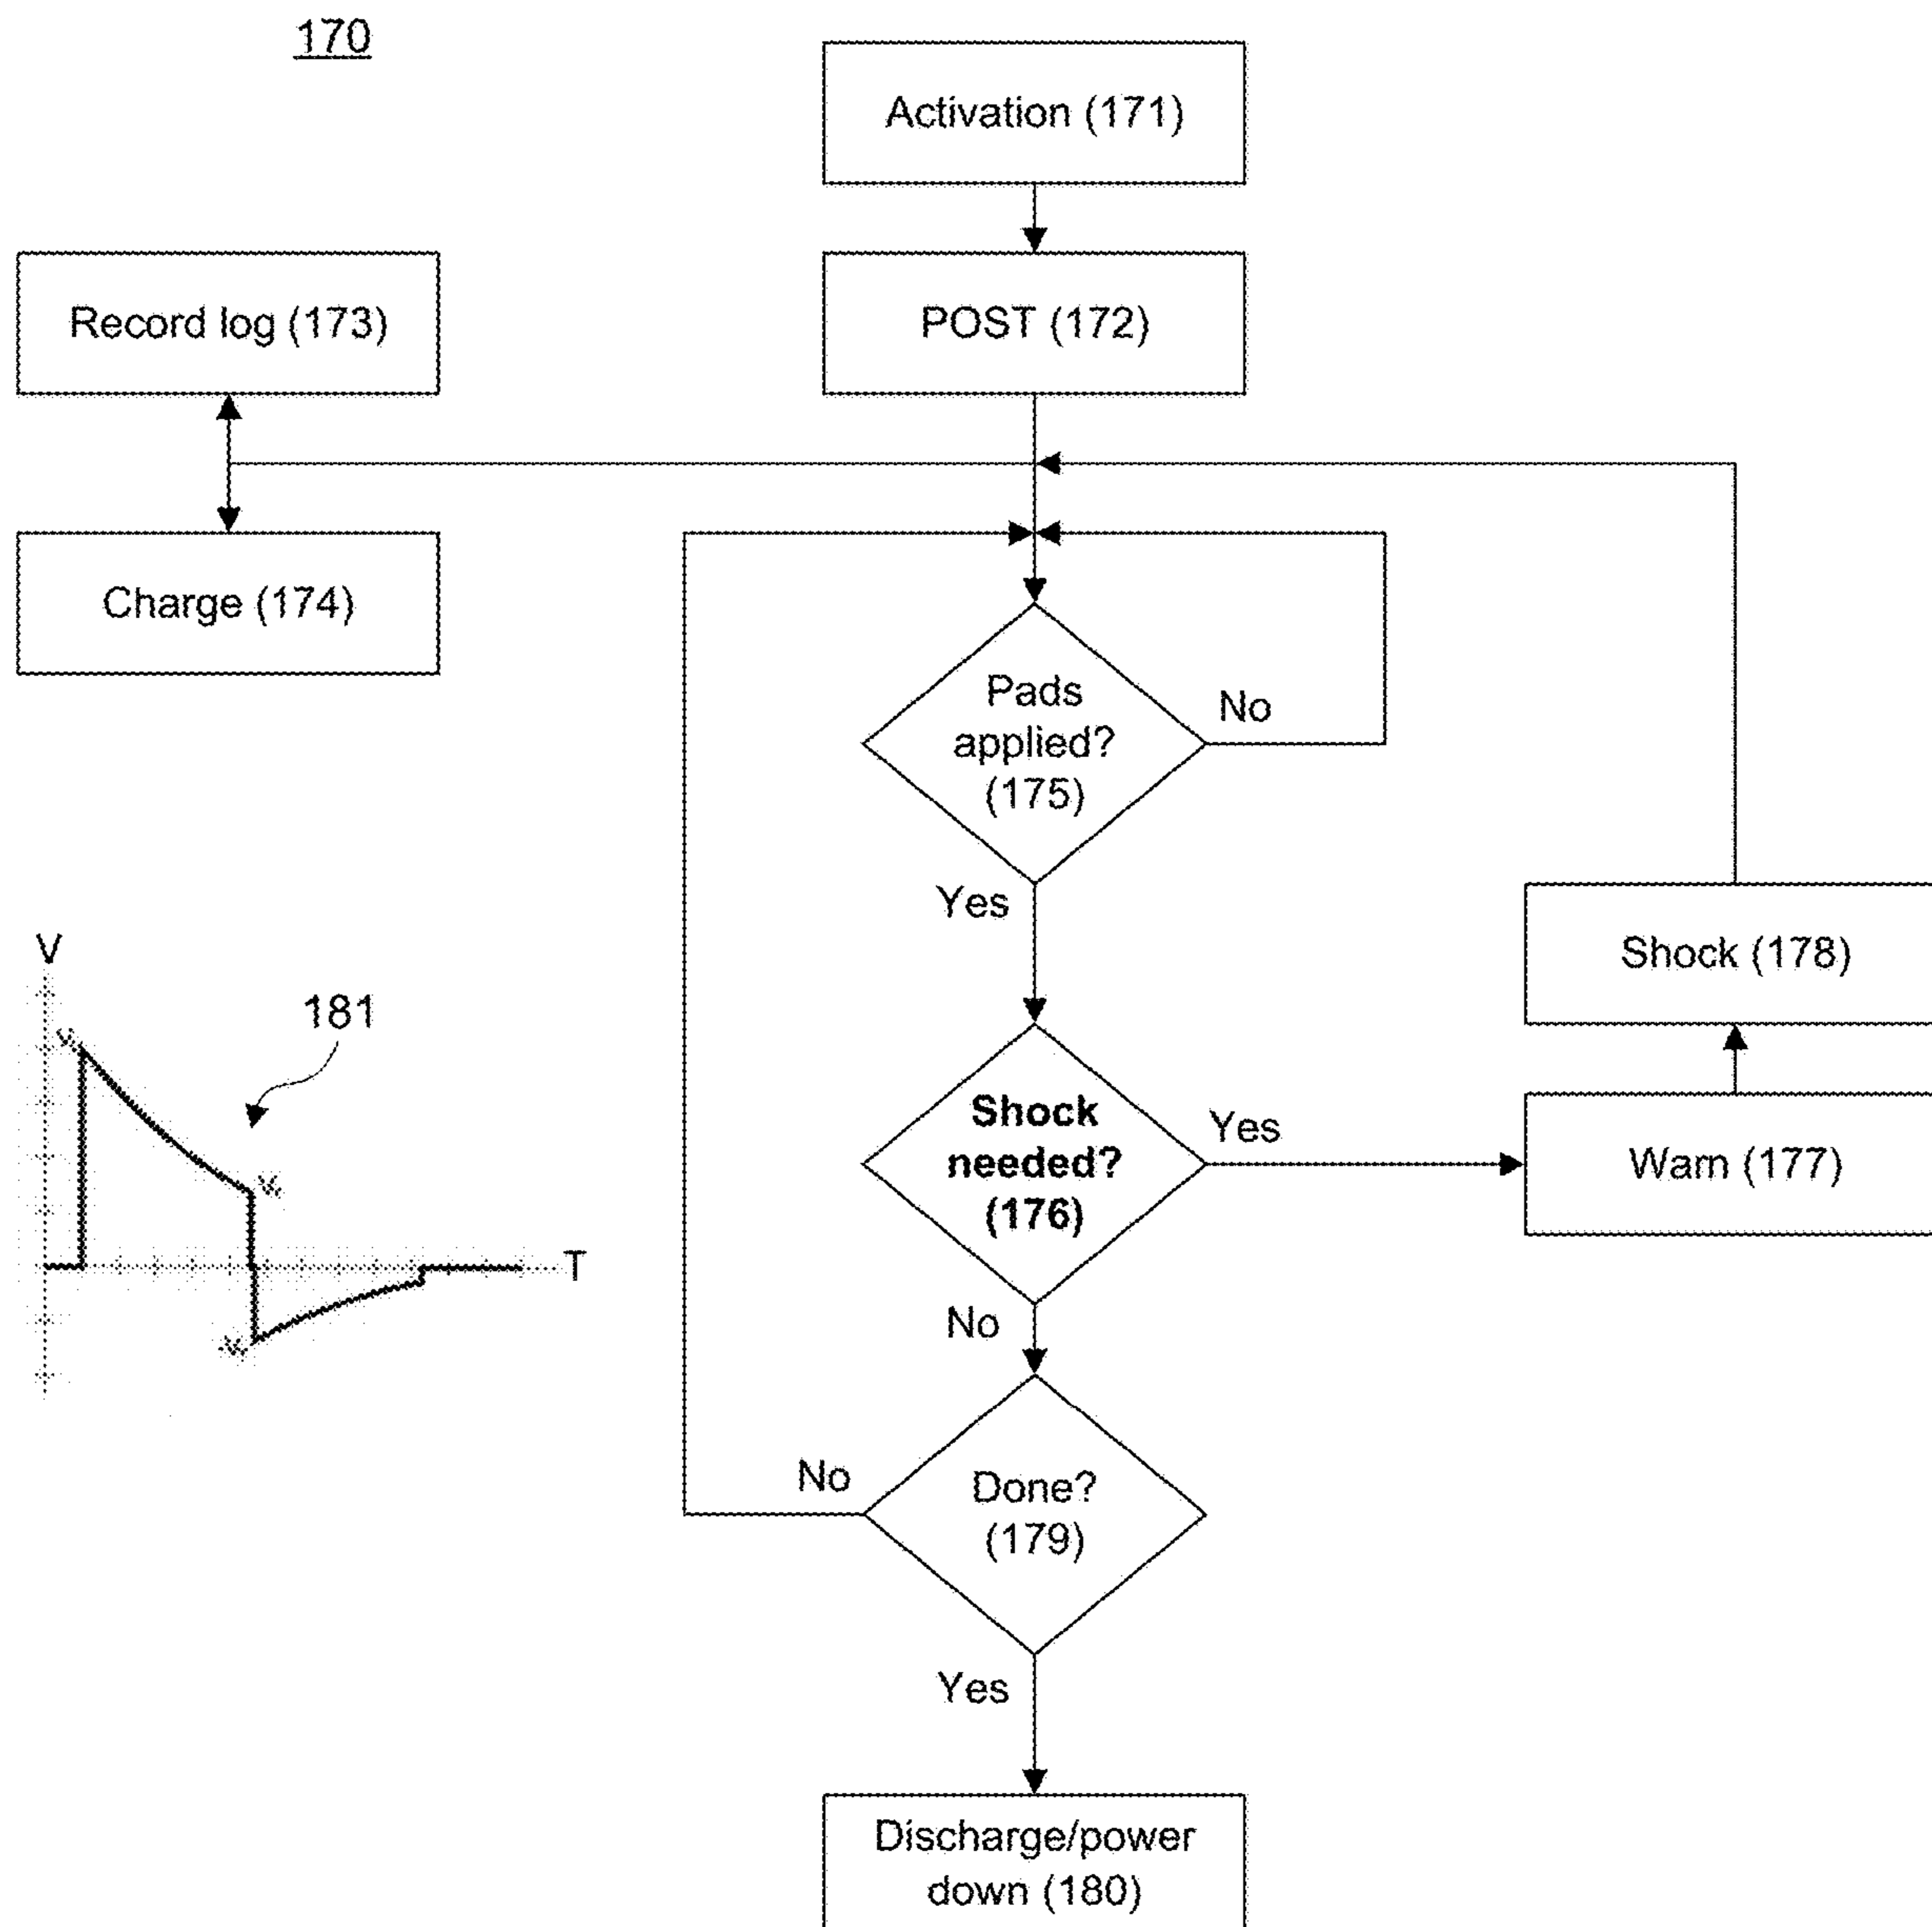 170
Activation (171)
Record log (173)
POST (172)
Charge (174)
Pads
applied?
(175)
No
Yes
Shock (178)
V
181
Shock
needed?
(176)
Yes
Warn (177)
T
No
Done?
(179)
No
Yes
Discharge/power
down (180)